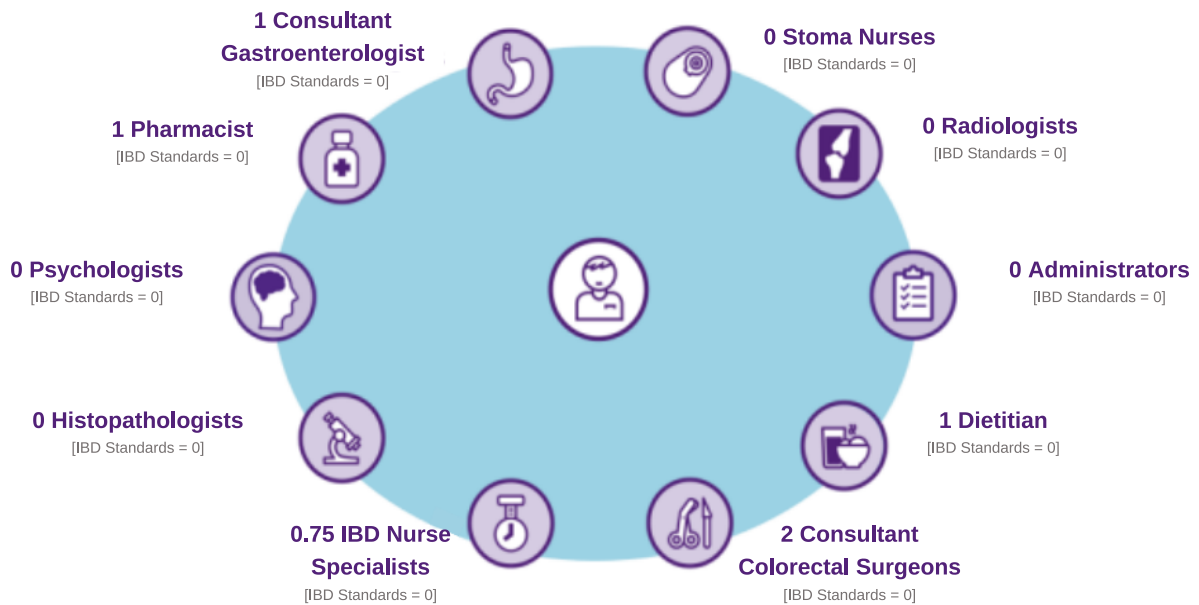 1 Consultant
Gastroenterologist
[IBD Standards = 0]
0 Stoma Nurses
[IBD Standards = 0]
1 Pharmacist
[IBD Standards = 0]
0 Radiologists
[IBD Standards = 0]
0 Psychologists
[IBD Standards = 0]
0 Administrators
[IBD Standards = 0]
0 Histopathologists
[IBD Standards = 0]
1 Dietitian
[IBD Standards = 0]
0.75 IBD Nurse
Specialists
[IBD Standards = 0]
2 Consultant
Colorectal Surgeons
[IBD Standards = 0]